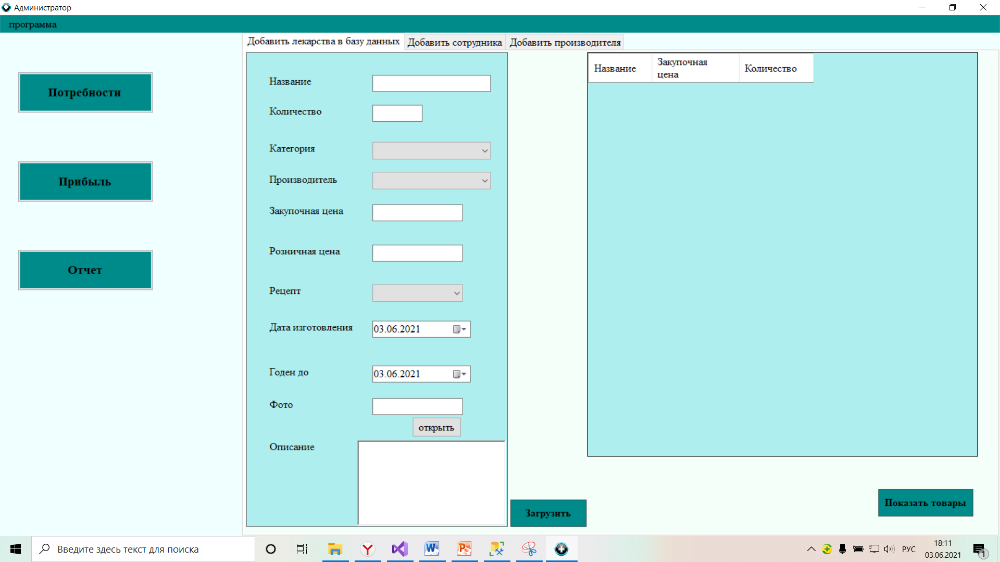 Администратор
программа
Добавить лекарства в базу данных
Добавить сотрудника
Добавить производителя
Потребности
Прибыль
Отчет
Название
Количество
Категория
Производитель
Закупочная цена
Розничная цена
Рецепт
Дата изготовления
03.06.2021
Годен до
03.06.2021
Фото
открыть
Описание
Загрузить
Название
Закупочная
цена
Количество
Показать товары
Введите здесь текст для поиска
РУС
18:11
03.06.2021
1